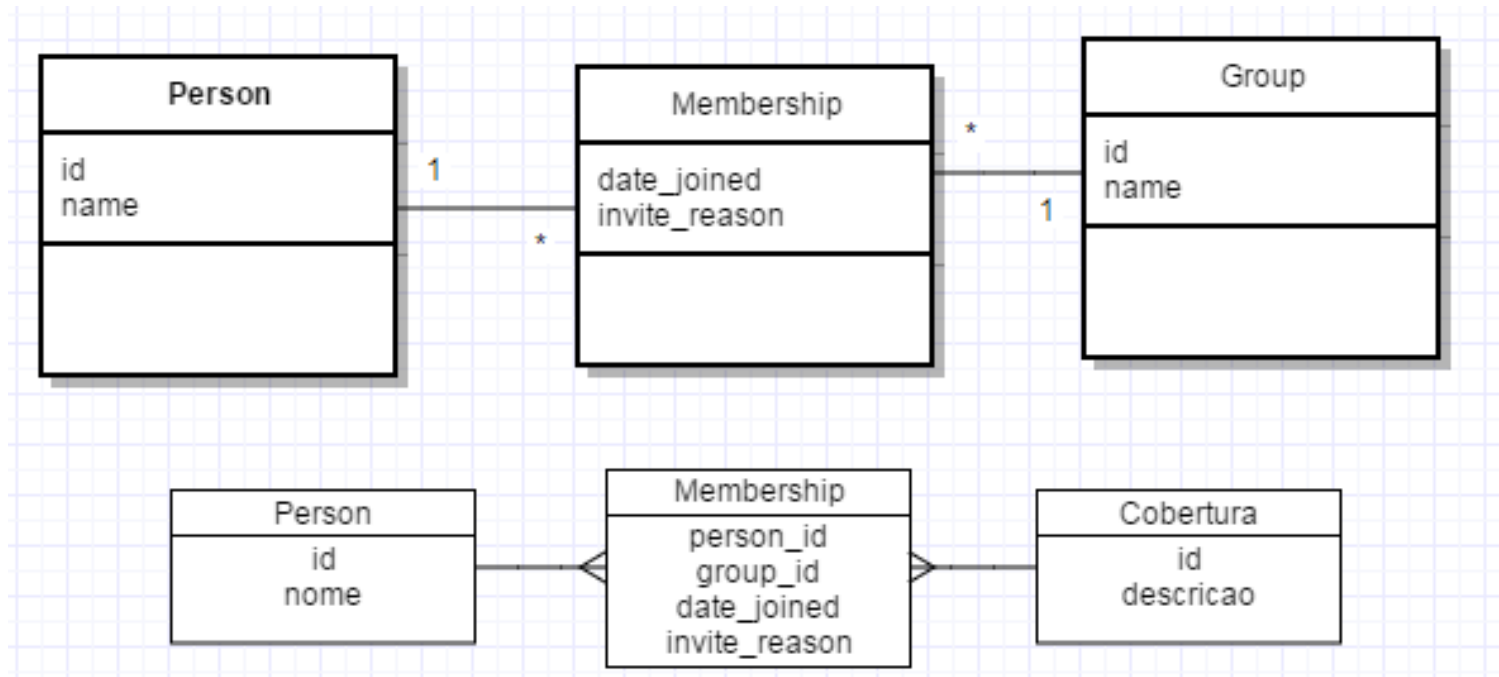 Person
id
name
1
*
Membership
date_joined
invite_reason
*
1
Group
id
name
Person
id
nome
Membership
person_id
group_id
date_joined
invite_reason
Cobertura
id
descricao